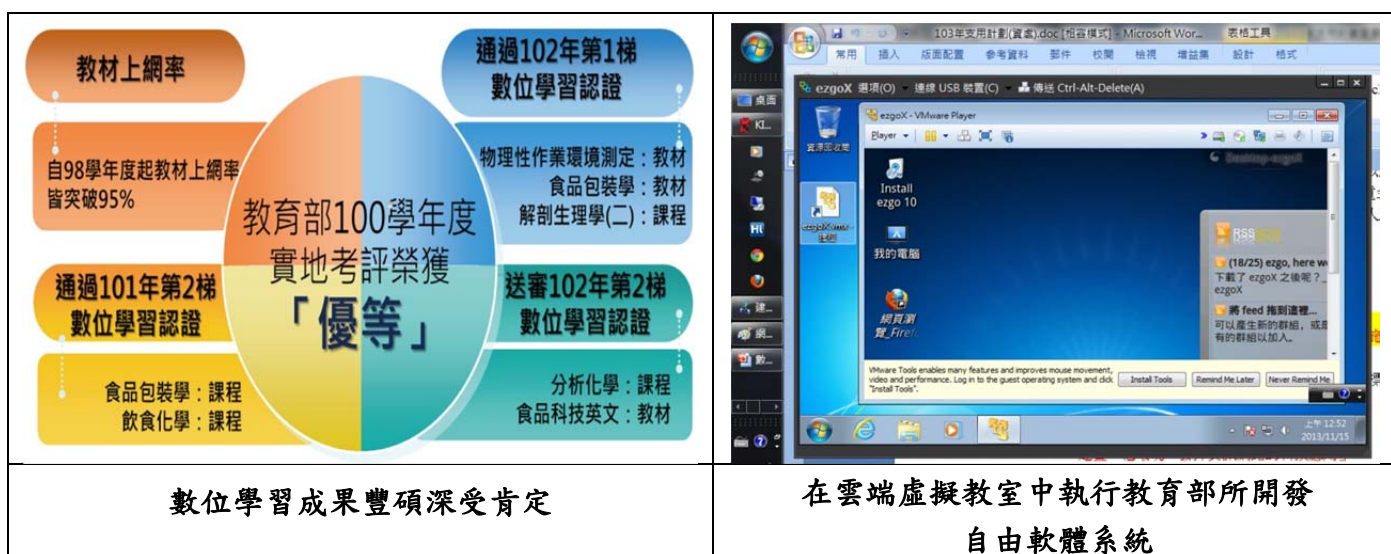 教材上網率
自98學年度起教材上網率
皆突破95%
通過102年第1梯
數位學習認證
物理性作業環境測定：教材
食品包裝學：教材
解剖生理學(二)：課程
教育部100學年度
實地考評榮獲
「優等」
通過101年第2梯
數位學習認證
食品包裝學：課程
飲食化學：課程
送審102年第2梯
數位學習認證
分析化學：課程
食品科技英文：教材
數位學習成果豐碩深受肯定
103年支用計劃(資處).doc [相容模式] - Microsoft Wor...
表格工具
常用 插入 版面配置 參考資料 郵件 校閱 檢視 增益集 設計 格式
ezgoX 選項(O) 連線 USB 裝置(C) 傳送 Ctrl-Alt-Delete(A)
桌面
資源回收筒
ezgoX - VMware Player
Player
Desktop-ezgoX
Install
ezgo 10
我的電腦
網頁瀏
覽_Firef
RSS
(18/25) ezgo, here w
下載了 ezgoX 之後呢？_
ezgoX
將 feed 拖到這裡...
可以產生新的群組，或
有的群組以加入。
VMware Tools enables many features and improves mouse movement,
video and performance. Log in to the guest operating system and click
"Install Tools".
Install Tools
Remind Me Later
Never Remind Me
上午 12:52
2013/11/15
在雲端虛擬教室中執行教育部所開發
自由軟體系統